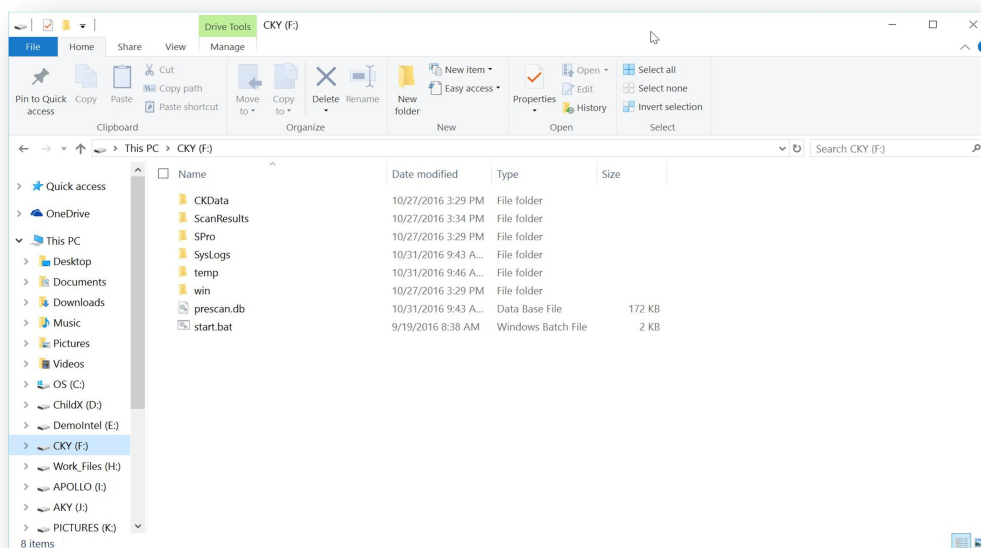 Drive Tools CKY (F:)
File Home Share View Manage
Pin to Quick access
Copy
Paste
Cut
Copy path
Paste shortcut
Move to
Copy to
Delete
Rename
New folder
New item
Easy access
Properties
Open
Edit
History
Select all
Select none
Invert selection
Clipboard Organize New Open Select
This PC > CKY (F:) Search CKY (F:)
Name Date modified Type Size
CKData 10/27/2016 3:29 PM File folder
ScanResults 10/27/2016 3:34 PM File folder
SPro 10/27/2016 3:29 PM File folder
SysLogs 10/31/2016 9:43 A... File folder
temp 10/31/2016 9:46 A... File folder
win 10/27/2016 3:29 PM File folder
prescan.db 10/31/2016 9:43 A... Data Base File 172 KB
start.bat 9/19/2016 8:38 AM Windows Batch File 2 KB
Quick access
OneDrive
This PC
Desktop
Documents
Downloads
Music
Pictures
Videos
OS (C:)
ChildX (D:)
DemoIntel (E:)
CKY (F:)
Work_Files (H:)
APOLLO (I:)
AKY (J:)
PICTURES (K:)
8 items